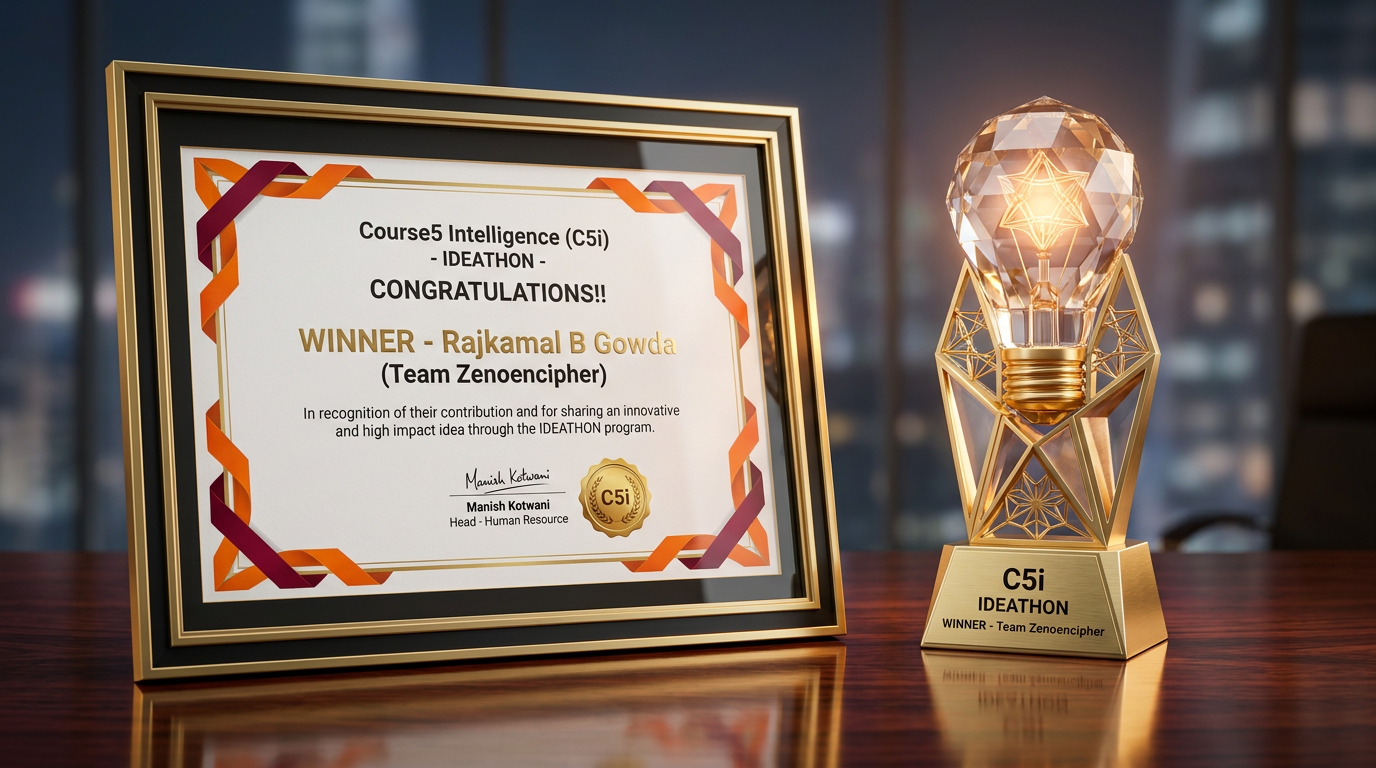 Course5 Intelligence (C5i)
- IDEATHON -
CONGRATULATIONS!!
WINNER - Rajkamal B Gowda
(Team Zenoencipher)
In recognition of their contribution and for sharing an innovative
and high impact idea through the IDEATHON program.
Manish Kotwani
Manish Kotwani
Head - Human Resource
C5i
C5i
IDEATHON
WINNER - Team Zenoencipher